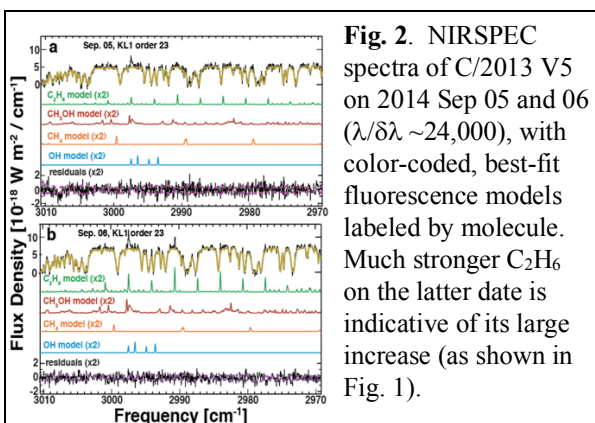 Fig. 2. NIRSPEC
spectra of C/2013 V5
on 2014 Sep 05 and 06
(λ/δλ ~24,000), with
color-coded, best-fit
fluorescence models
labeled by molecule.
Much stronger C₂H₆
on the latter date is
indicative of its large
increase (as shown in
Fig. 1).
Flux Density [10⁻¹⁸ W m⁻² / cm⁻¹]
a
Sep. 05, KL1 order 23
10
5
0
C₂H₆ model (x2)
CH₃OH model (x2)
CH₄ model (x2)
OH model (x2)
residuals (x2)
2
0
-2
3010 3000 2990 2980 2970
b
Sep. 06, KL1 order 23
10
5
0
C₂H₆ model (x2)
CH₃OH model (x2)
CH₄ model (x2)
OH model (x2)
residuals (x2)
2
0
-2
3010 3000 2990 2980 2970
Frequency [cm⁻¹]